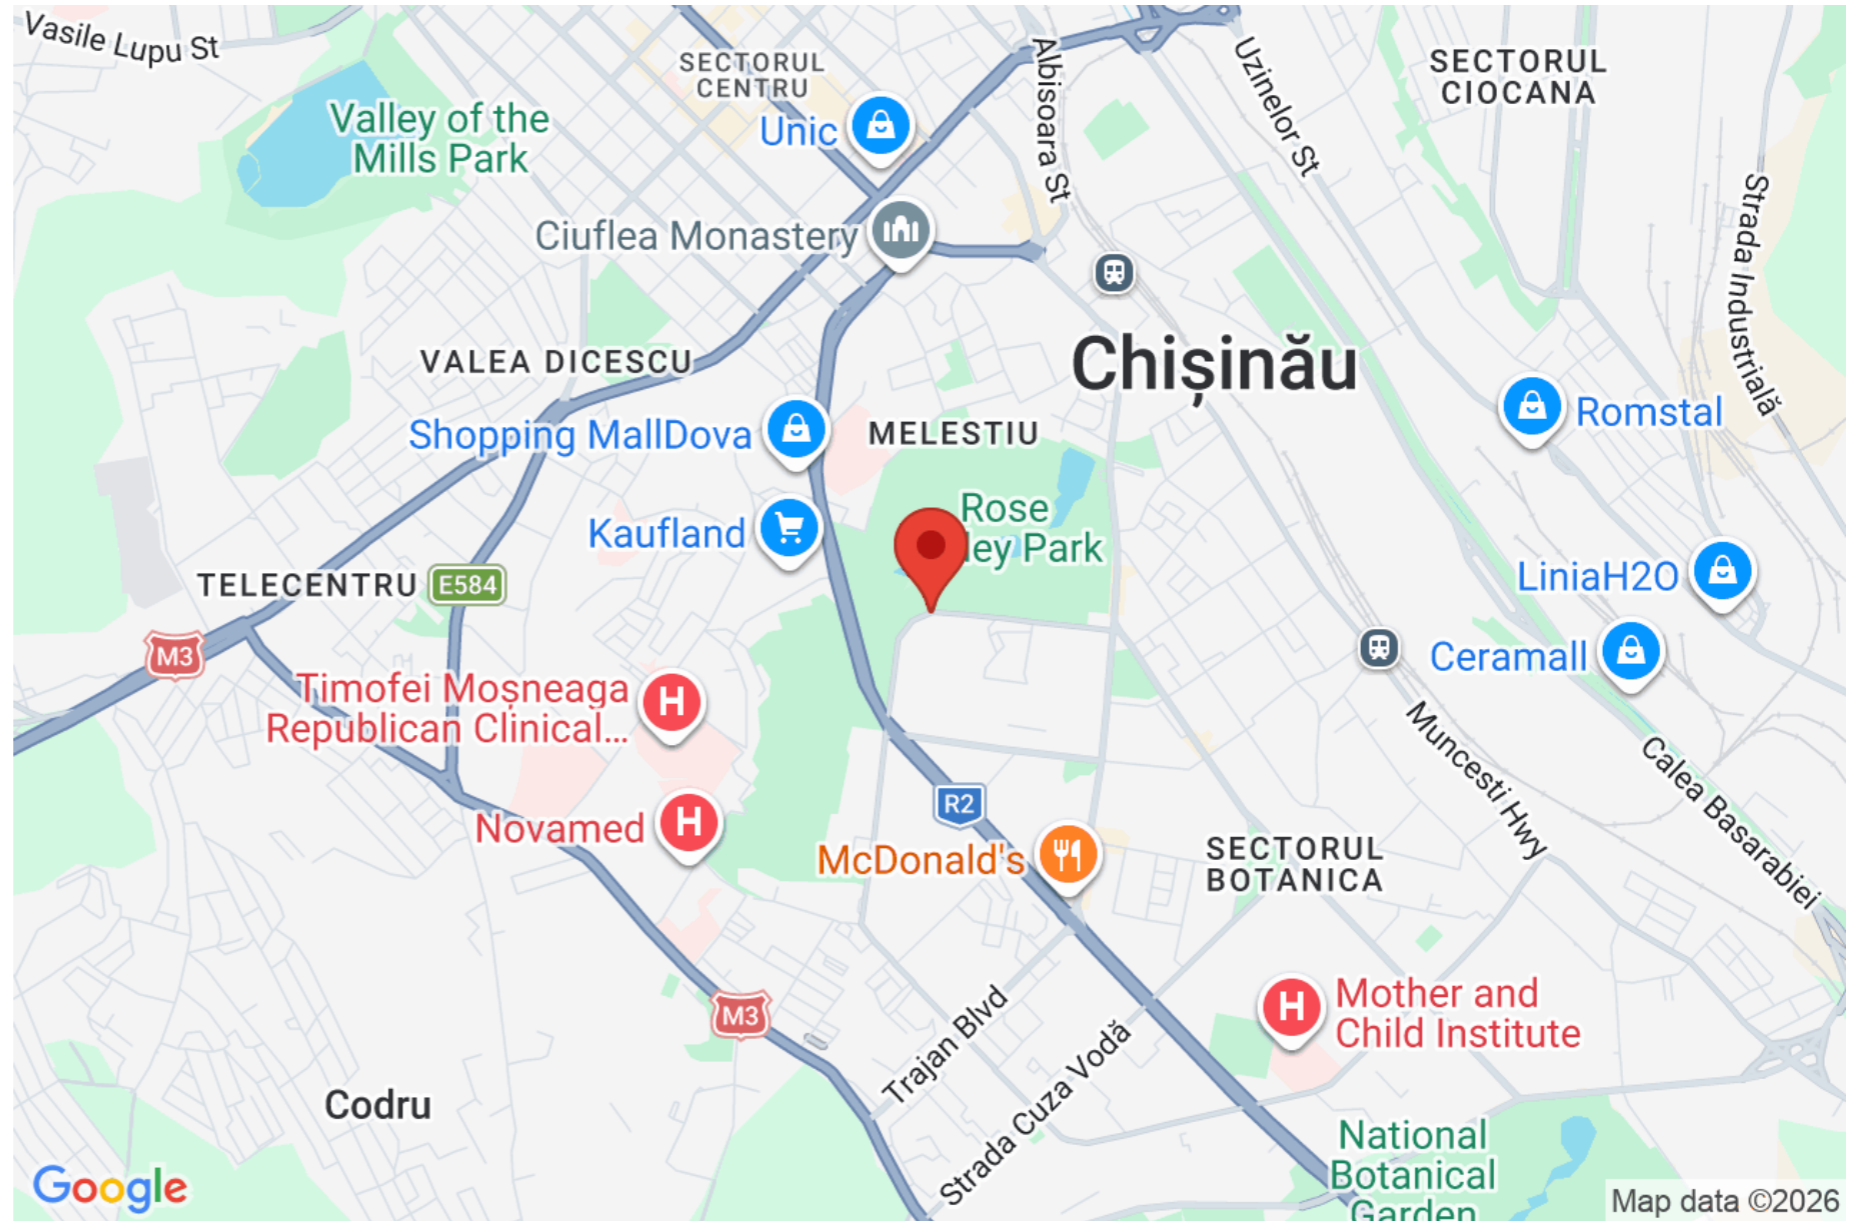 Vasile Lupu St
SECTORUL
CENTRU
Albisoara St
Uzinelor St
SECTORUL
CIOCANA
Valley of the
Mills Park
Unic
Ciuflea Monastery
Strada Industrială
VALEA DICESCU
Chișinău
Shopping MallDova
MELESTIU
Romstal
Rose
ley Park
Kaufland
TELECENTRU
E584
LiniaH2O
M3
Ceramall
Timofei Moșneaga
Republican Clinical...
H
Muncesti Hwy
Calea Basarabiei
R2
Novamed
H
McDonald's
SECTORUL
BOTANICA
M3
Trajan Blvd
Strada Cuza Vodă
H
Mother and
Child Institute
Codru
National
Botanical
Garden
Google
Map data ©2026